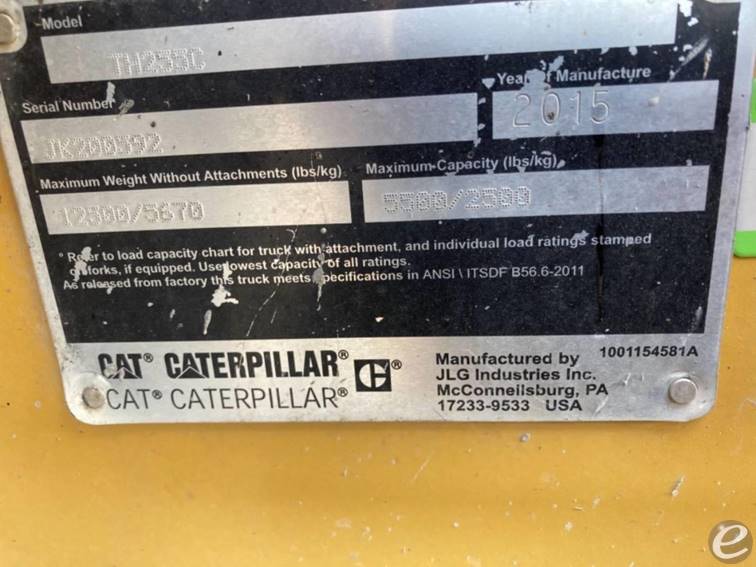 Model
TH255C
Serial Number
Year of Manufacture
JK200592
2015
Maximum Weight Without Attachments (lbs/kg)
Maximum Capacity (lbs/kg)
12500/5670
5500/2500
* Refer to load capacity chart for truck with attachment, and individual load ratings stamped
on forks, if equipped. Use lowest capacity of all ratings.
As released from factory this truck meets specifications in ANSI \ ITSDF B56.6-2011
CAT® CATERPILLAR® C®
CAT® CATERPILLAR®
Manufactured by 1001154581A
JLG Industries Inc.
McConnellsburg, PA
17233-9533 USA
e